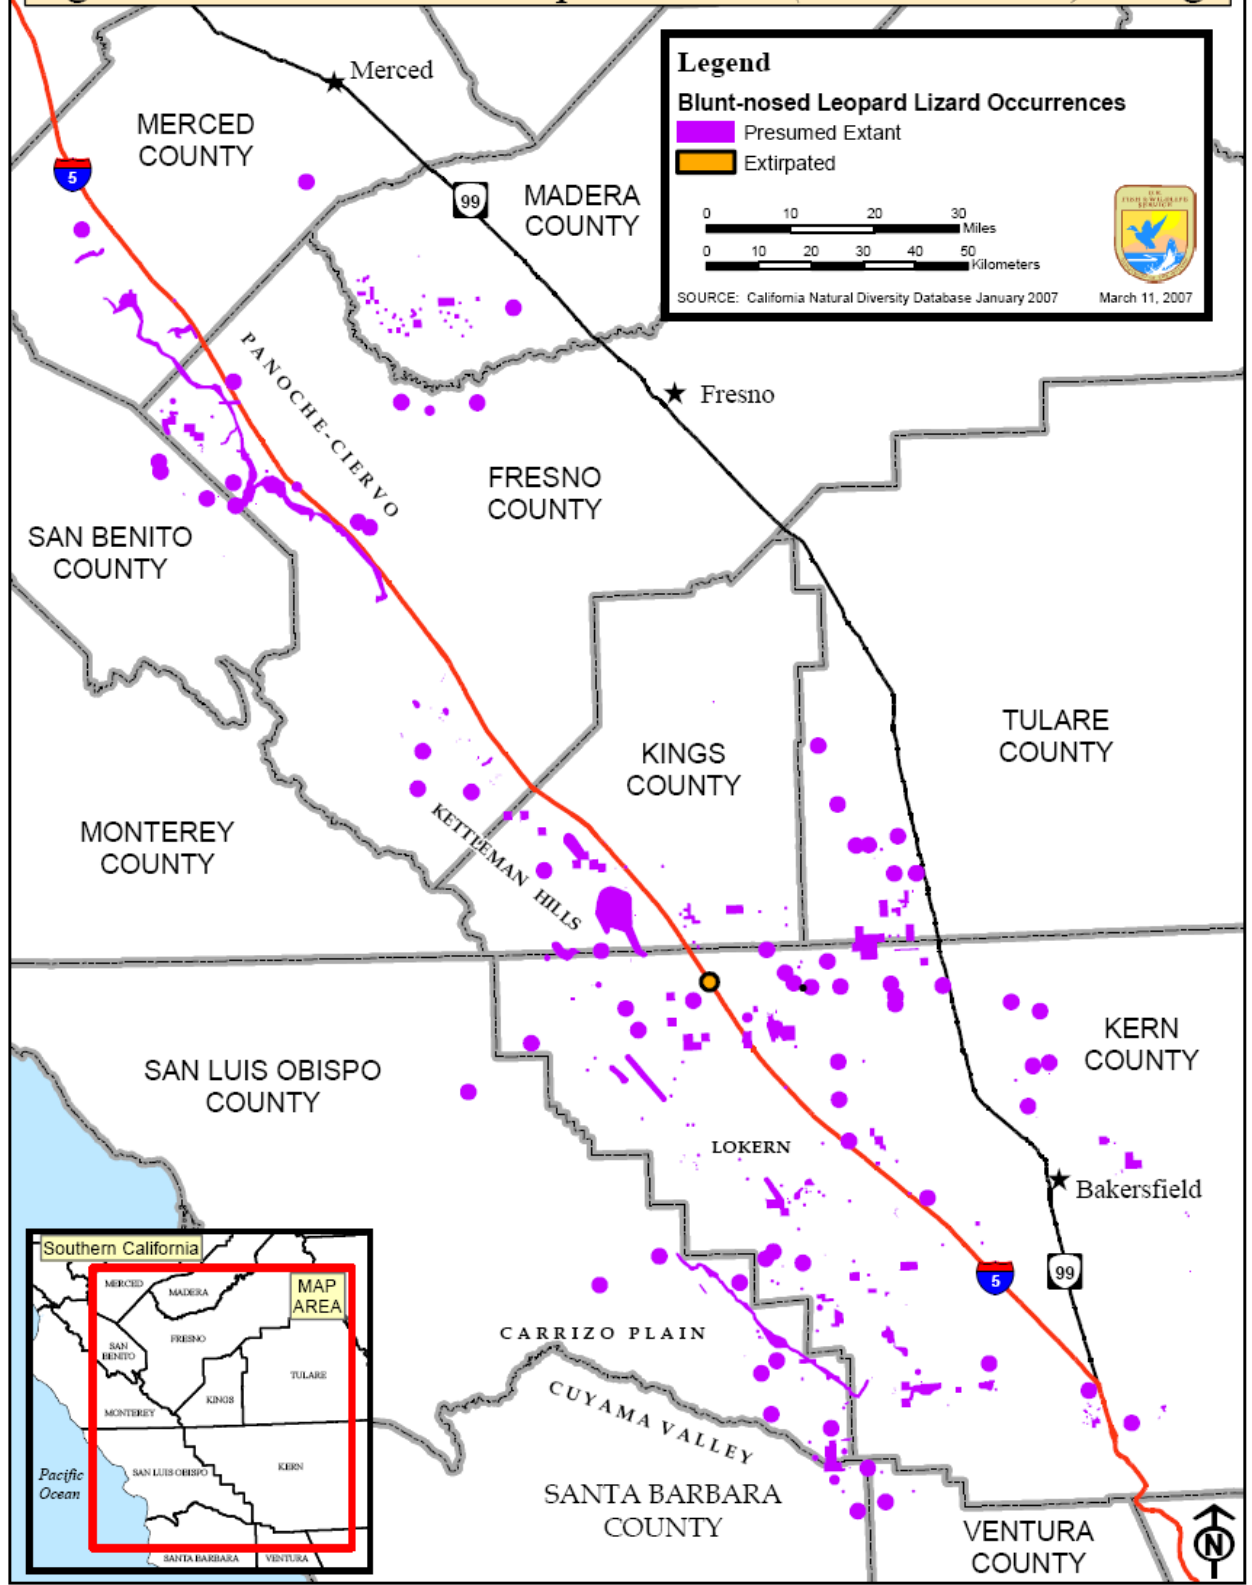 Merced
MERCED
COUNTY
5
99
MADERA
COUNTY
Legend
Blunt-nosed Leopard Lizard Occurrences
Presumed Extant
Extirpated
0 10 20 30
Miles
0 10 20 30 40 50
Kilometers
U.S.
FISH & WILDLIFE
SERVICE
SOURCE: California Natural Diversity Database January 2007
March 11, 2007
PANOCHE-CIERVO
Fresno
FRESNO
COUNTY
SAN BENITO
COUNTY
TULARE
COUNTY
KINGS
COUNTY
MONTEREY
COUNTY
KETTLEMAN HILLS
KERN
COUNTY
SAN LUIS OBISPO
COUNTY
LOKERN
Bakersfield
5
99
CARRIZO PLAIN
CUYAMA VALLEY
SANTA BARBARA
COUNTY
VENTURA
COUNTY
N
Southern California
MAP
AREA
MERCED
MADERA
FRESNO
SAN
BENITO
TULARE
KINGS
MONTEREY
KERN
SAN LUIS OBISPO
Pacific
Ocean
SANTA BARBARA
VENTURA